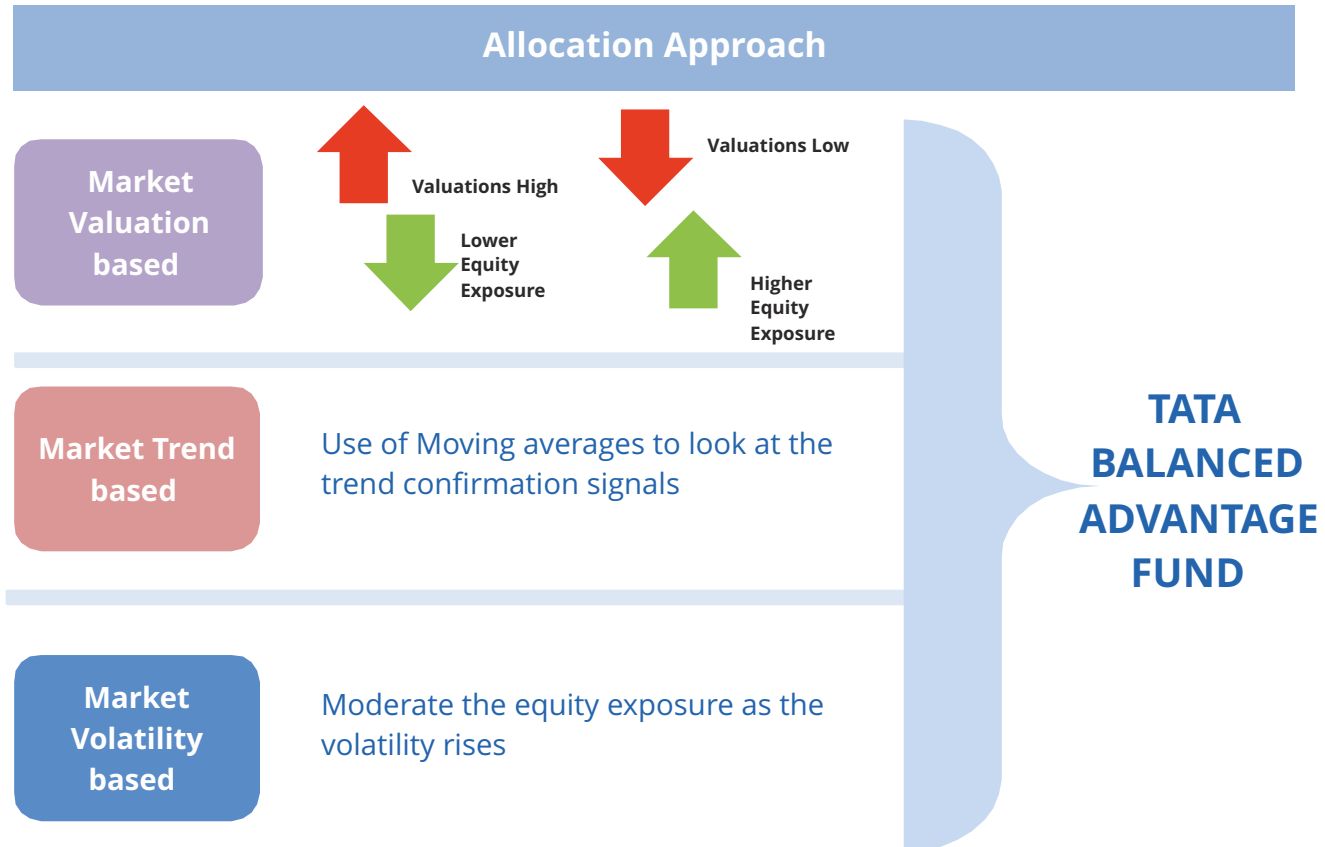 Allocation Approach
Market
Valuation
based
Valuations High
Lower
Equity
Exposure
Valuations Low
Higher
Equity
Exposure
Market Trend
based
Use of Moving averages to look at the
trend confirmation signals
Market
Volatility
based
Moderate the equity exposure as the
volatility rises
TATA
BALANCED
ADVANTAGE
FUND